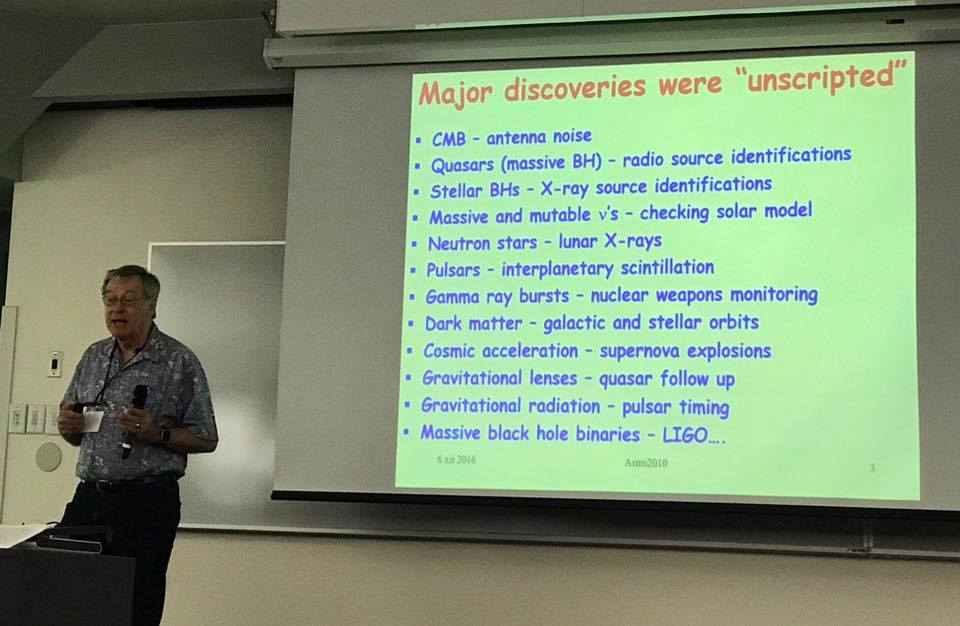 Major discoveries were “unscripted”
▪ CMB – antenna noise
▪ Quasars (massive BH) – radio source identifications
▪ Stellar BHs – X-ray source identifications
▪ Massive and mutable ν's – checking solar model
▪ Neutron stars – lunar X-rays
▪ Pulsars – interplanetary scintillation
▪ Gamma ray bursts – nuclear weapons monitoring
▪ Dark matter – galactic and stellar orbits
▪ Cosmic acceleration – supernova explosions
▪ Gravitational lenses – quasar follow up
▪ Gravitational radiation – pulsar timing
▪ Massive black hole binaries – LIGO….
6 xii 2016 Astro2010 3